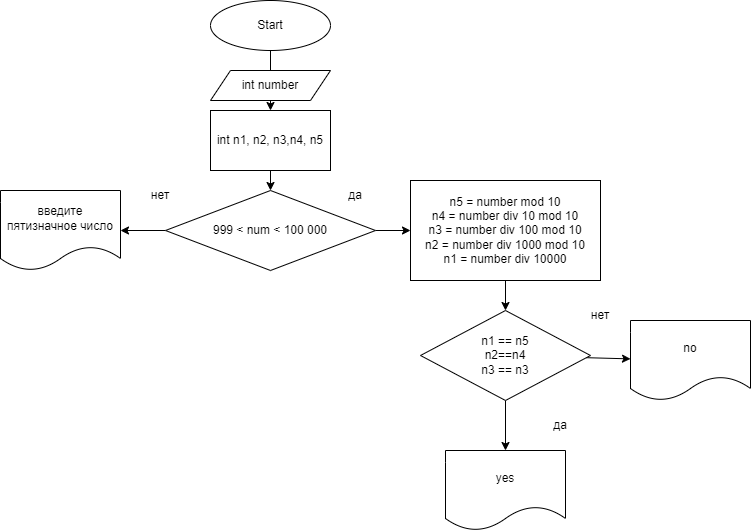 Start
int number
int n1, n2, n3,n4, n5
нет
да
введите
пятизначное число
999 < num < 100 000
n5 = number mod 10
n4 = number div 10 mod 10
n3 = number div 100 mod 10
n2 = number div 1000 mod 10
n1 = number div 10000
n1 == n5
n2==n4
n3 == n3
нет
no
да
yes